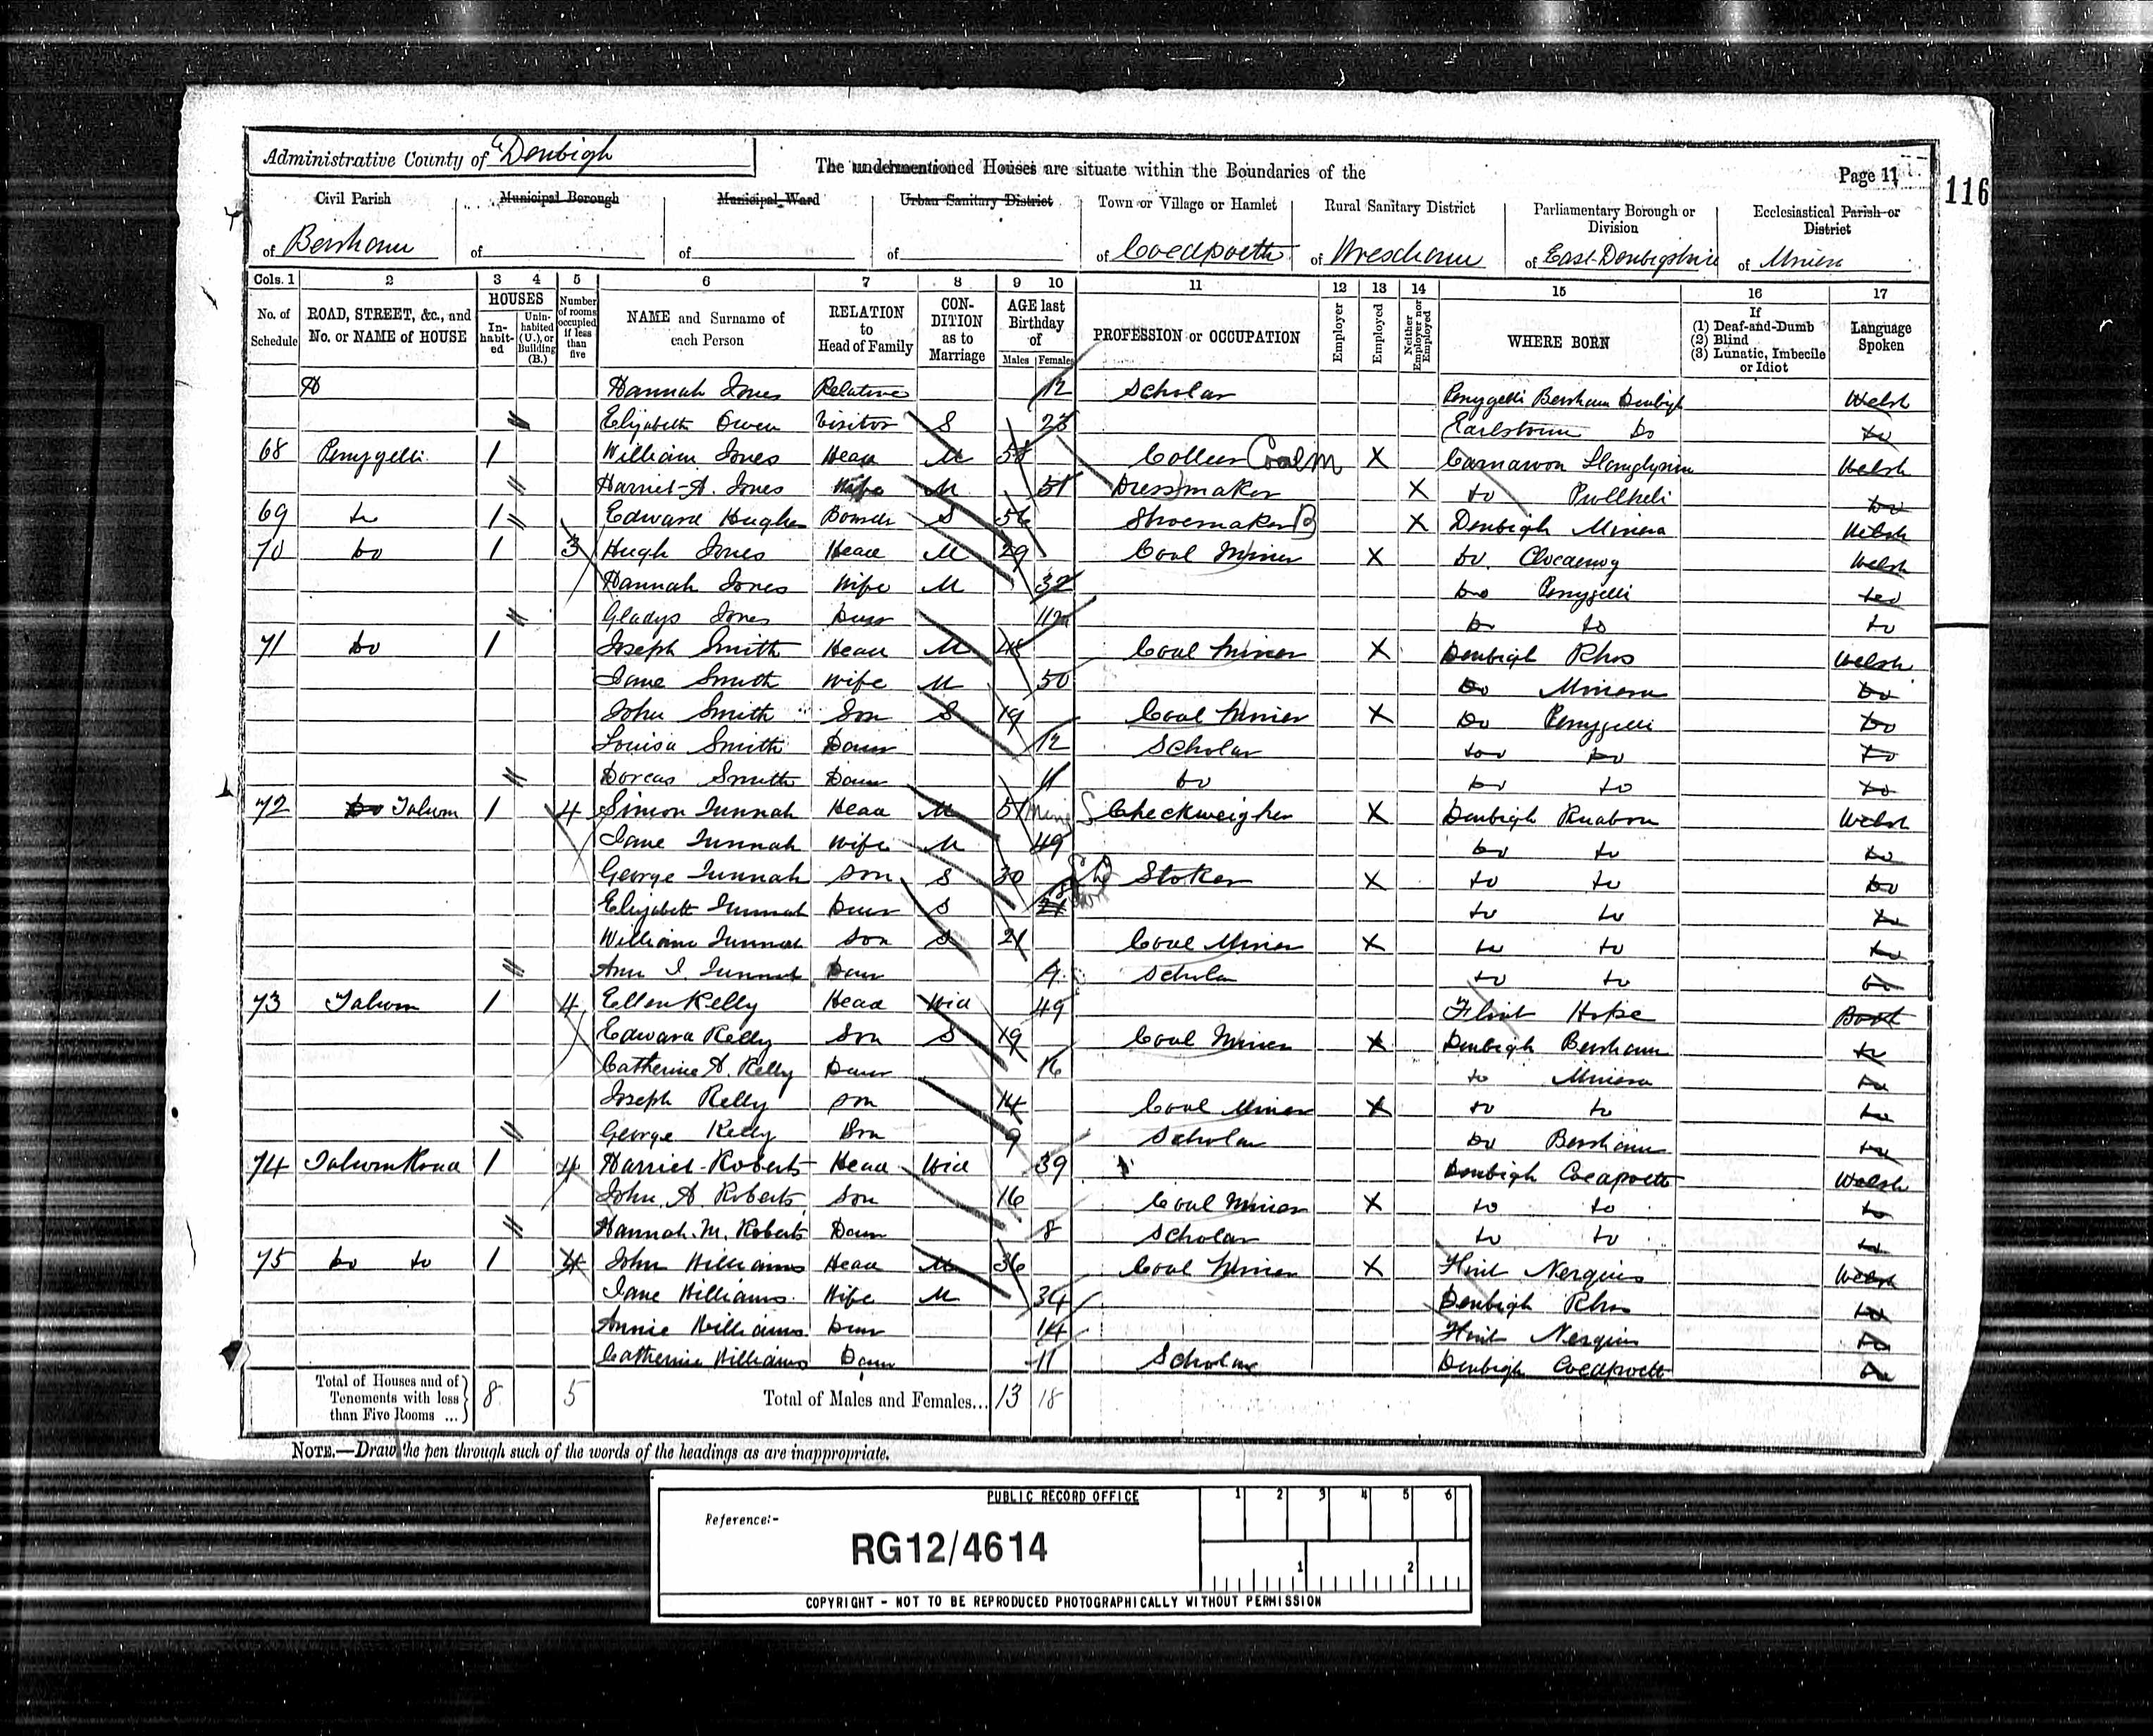 Administrative County of Denbigh
The undermentioned Houses are situate within the Boundaries of the
Page 11
116
Civil Parish
of Bersham
Municipal Borough
of
Municipal Ward
of
Urban Sanitary District
of
Town or Village or Hamlet
of Coedpoeth
Rural Sanitary District
of Wrexham
Parliamentary Borough or Division
of East Denbigshire
Ecclesiastical Parish or District
of Minera
Cols. 1 2 3 4 5 6 7 8 9 10 11 12 13 14 15 16 17
No. of Schedule
ROAD, STREET, &c., and No. or NAME of HOUSE
HOUSES
In-habit-ed
Unin-habited (U.), or Building (B.)
Number of rooms occupied if less than five
NAME and Surname of each Person
RELATION to Head of Family
CON-DITION as to Marriage
AGE last Birthday of
Males Females
PROFESSION or OCCUPATION
Employer
Employed
Neither Employer nor Employed
WHERE BORN
If (1) Deaf-and-Dumb (2) Blind (3) Lunatic, Imbecile or Idiot
Language Spoken
Hannah Jones Relative 12 Scholar Penygelli Bersham Denbigh Welsh
Elizabeth Owen Visitor S 23 Earlstown Do Do
68 Penygelli 1 William Jones Head M 58 Collier Coal M X Carnarvon Welsh
Harriet A. Jones Wife M 51 Dressmaker X do Pwllheli Do
69 do 1 Edward Hughes Boarder S 56 Shoemaker X Denbigh Minera Welsh
70 Do 1 3 Hugh Jones Head M 29 Coal Miner X Do. Clocaenog Welsh
Hannah Jones Wife M 32 Do Penygelli Do
Gladys Jones Daur 11m Do do do
71 Do 1 Joseph Smith Head M 48 Coal Miner X Denbigh Rhos Welsh
Jane Smith Wife M 50 Do Minera Do
John Smith Son S 19 Coal Miner X Do Penygelli Do
Louisa Smith Daur 12 Scholar do do Do
Dorcas Smith Daur 11 Do Do do Do
72 Do Talwrn 1 4 Simon Tunnah Head M 51 Checkweigher X Denbigh Ruabon Welsh
Jane Tunnah Wife M 49 Do do Do
George Tunnah Son S 30 Stoker X do do Do
Elizabeth Tunnah Daur S do do Do
William Tunnah Son S 21 Coal Miner X do do Do
Ann J. Tunnah Daur 9 Scholar do do Do
73 Talwrn 1 4 Ellen Kelly Head Wid 49 Flint Hope Both
Edward Kelly Son S 19 Coal Miner X Denbigh Bersham do
Catherine A. Kelly Daur 16 do Minera do
Joseph Kelly Son 14 Coal Miner X do do do
George Kelly Son 9 Scholar Do Bersham do
74 Talwrn Road 1 4 Harriet Roberts Head Wid 39 Denbigh Coedpoeth Welsh
John A. Roberts Son 16 Coal Miner X do do do
Hannah M. Roberts Daur 8 Scholar do do do
75 Do do 1 4 John Williams Head M 36 Coal Miner X Flint Nerquis Welsh
Jane Williams Wife M 34 Denbigh Rhos do
Annie Williams Daur 14 Flint Nerquis do
Catherine Williams Daur 11 Scholar Denbigh Coedpoeth do
Total of Houses and of Tenements with less than Five Rooms ... 8 5 Total of Males and Females... 13 18
NOTE.—Draw the pen through such of the words of the headings as are inappropriate.
PUBLIC RECORD OFFICE
1 2 3 4 5 6
Reference:-
RG12/4614
1 2
COPYRIGHT - NOT TO BE REPRODUCED PHOTOGRAPHICALLY WITHOUT PERMISSION